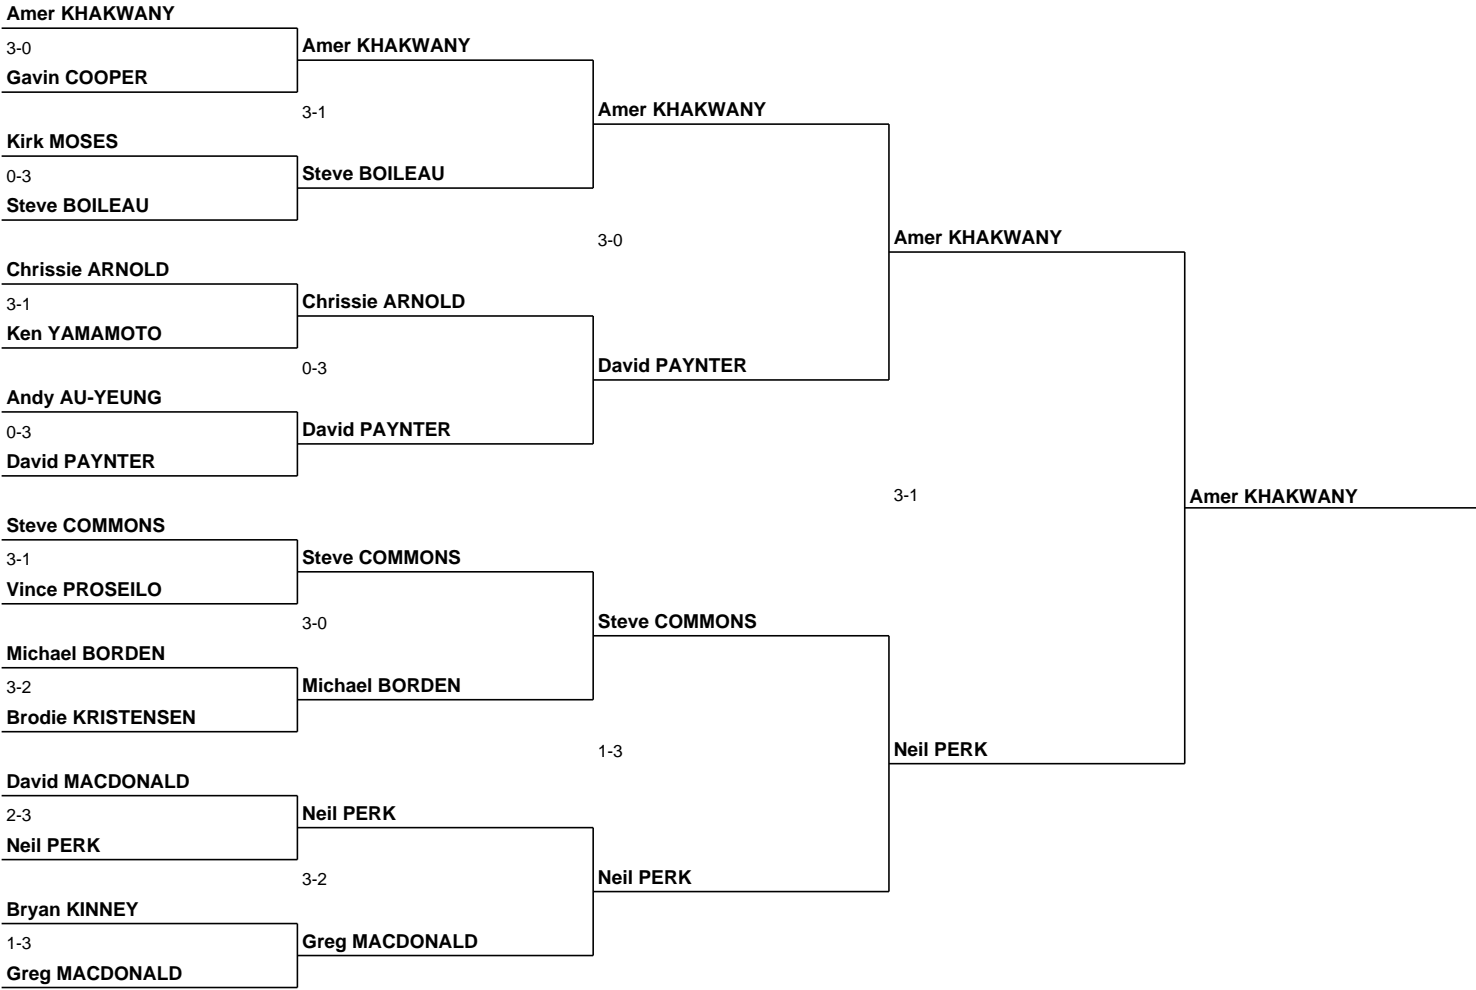 Amer KHAKWANY
3-0
Gavin COOPER
Kirk MOSES
0-3
Steve BOILEAU
Chrissie ARNOLD
3-1
Ken YAMAMOTO
Andy AU-YEUNG
0-3
David PAYNTER
Steve COMMONS
3-1
Vince PROSEILO
Michael BORDEN
3-2
Brodie KRISTENSEN
David MACDONALD
2-3
Neil PERK
Bryan KINNEY
1-3
Greg MACDONALD
Amer KHAKWANY
3-1
Steve BOILEAU
Chrissie ARNOLD
0-3
David PAYNTER
Steve COMMONS
3-0
Michael BORDEN
Neil PERK
3-2
Greg MACDONALD
Amer KHAKWANY
3-0
David PAYNTER
Steve COMMONS
1-3
Neil PERK
Amer KHAKWANY
3-1
Neil PERK
Amer KHAKWANY